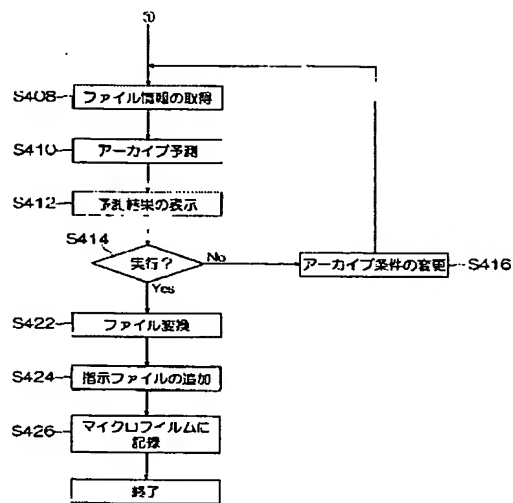 S408
ファイル情報の取得
S410
アーカイブ予測
S412
予測結果の表示
S414
実行?
No
アーカイブ条件の変更
S416
Yes
S422
ファイル変換
S424
指示ファイルの追加
S426
マイクロフィルムに
記録
終了